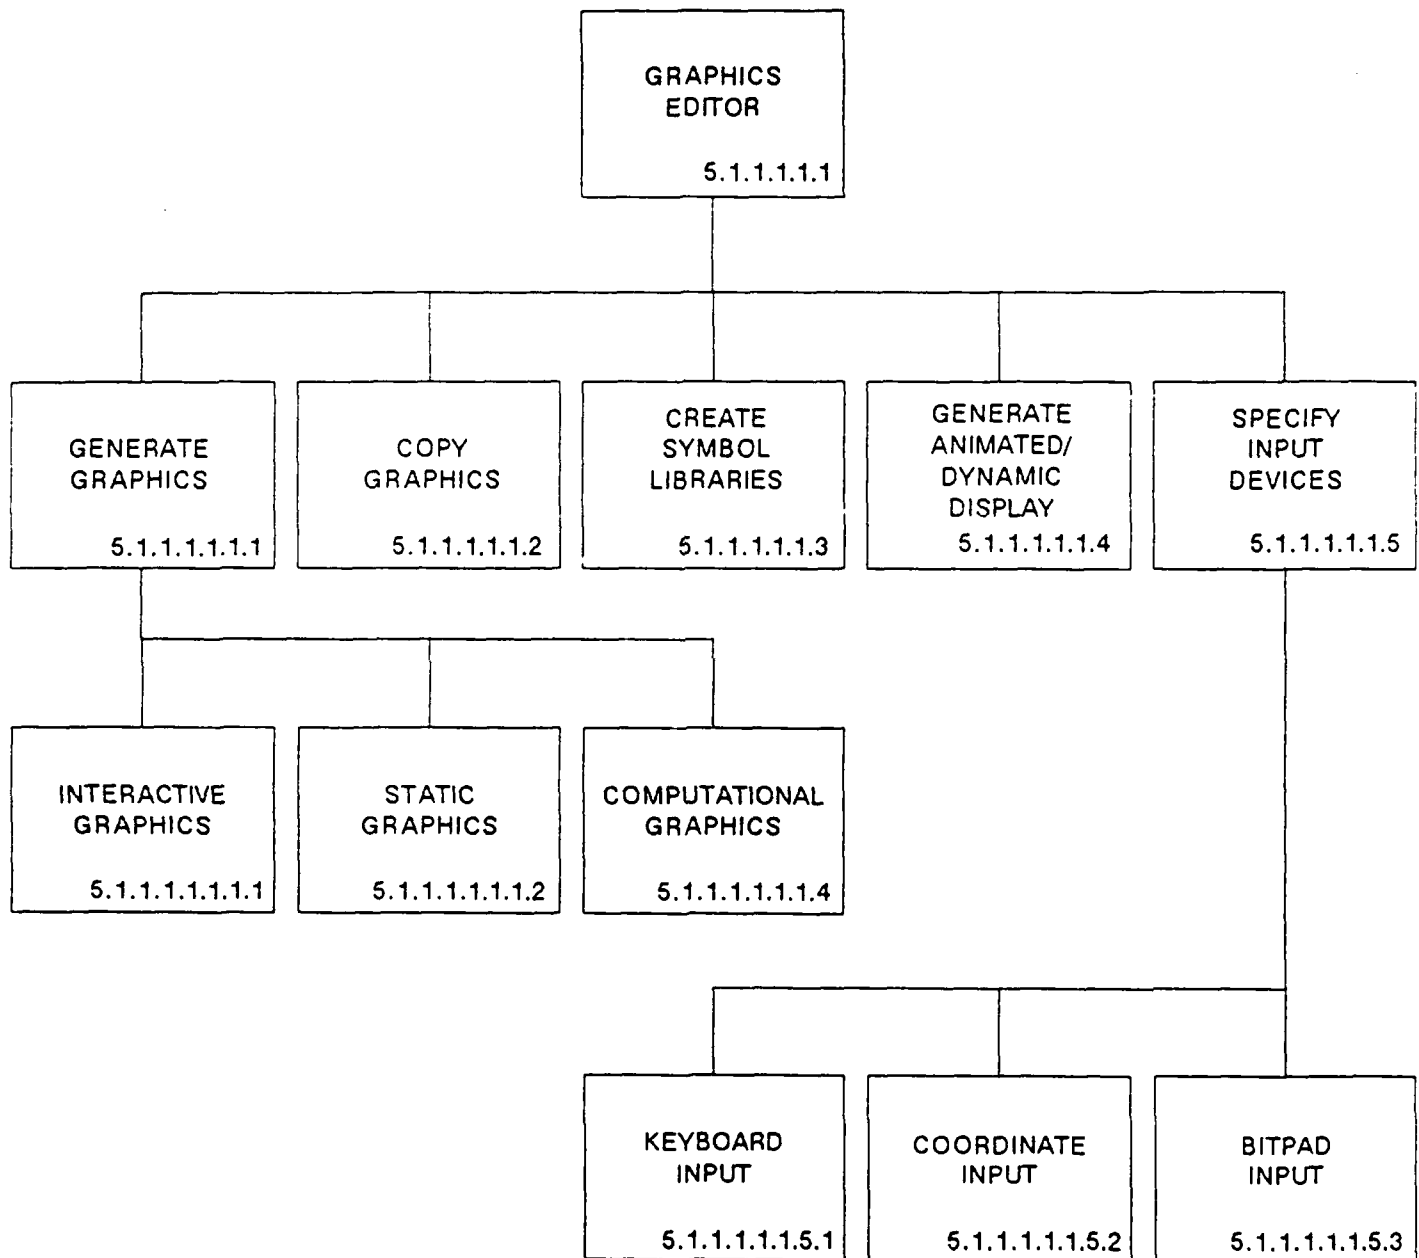 GRAPHICS
EDITOR
5.1.1.1.1.1
GENERATE
GRAPHICS
5.1.1.1.1.1.1
COPY
GRAPHICS
5.1.1.1.1.1.2
CREATE
SYMBOL
LIBRARIES
5.1.1.1.1.1.3
GENERATE
ANIMATED/
DYNAMIC
DISPLAY
5.1.1.1.1.1.4
SPECIFY
INPUT
DEVICES
5.1.1.1.1.1.5
INTERACTIVE
GRAPHICS
5.1.1.1.1.1.1.1
STATIC
GRAPHICS
5.1.1.1.1.1.1.2
COMPUTATIONAL
GRAPHICS
5.1.1.1.1.1.1.4
KEYBOARD
INPUT
5.1.1.1.1.1.5.1
COORDINATE
INPUT
5.1.1.1.1.1.5.2
BITPAD
INPUT
5.1.1.1.1.1.5.3